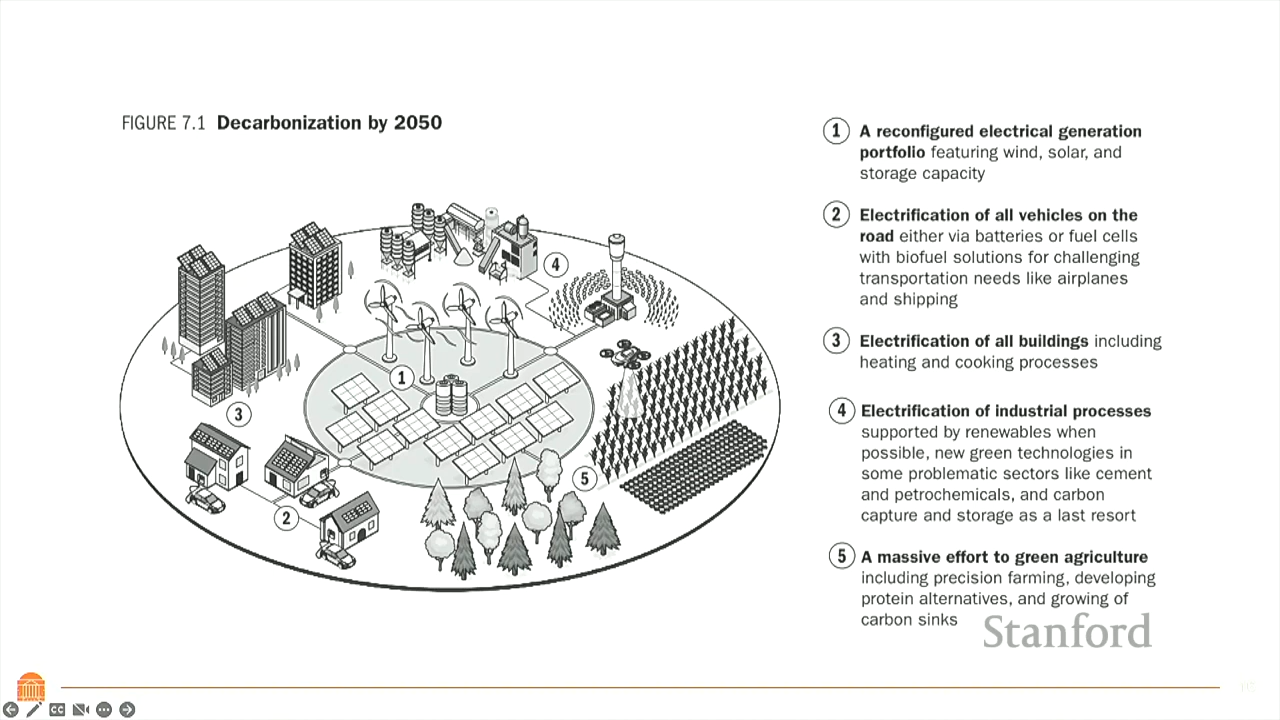 FIGURE 7.1 Decarbonization by 2050
1 A reconfigured electrical generation
portfolio featuring wind, solar, and
storage capacity
2 Electrification of all vehicles on the
road either via batteries or fuel cells
with biofuel solutions for challenging
transportation needs like airplanes
and shipping
3 Electrification of all buildings including
heating and cooking processes
4 Electrification of industrial processes
supported by renewables when
possible, new green technologies in
some problematic sectors like cement
and petrochemicals, and carbon
capture and storage as a last resort
5 A massive effort to green agriculture
including precision farming, developing
protein alternatives, and growing of
carbon sinks
Stanford
4
1
3
5
2
CC